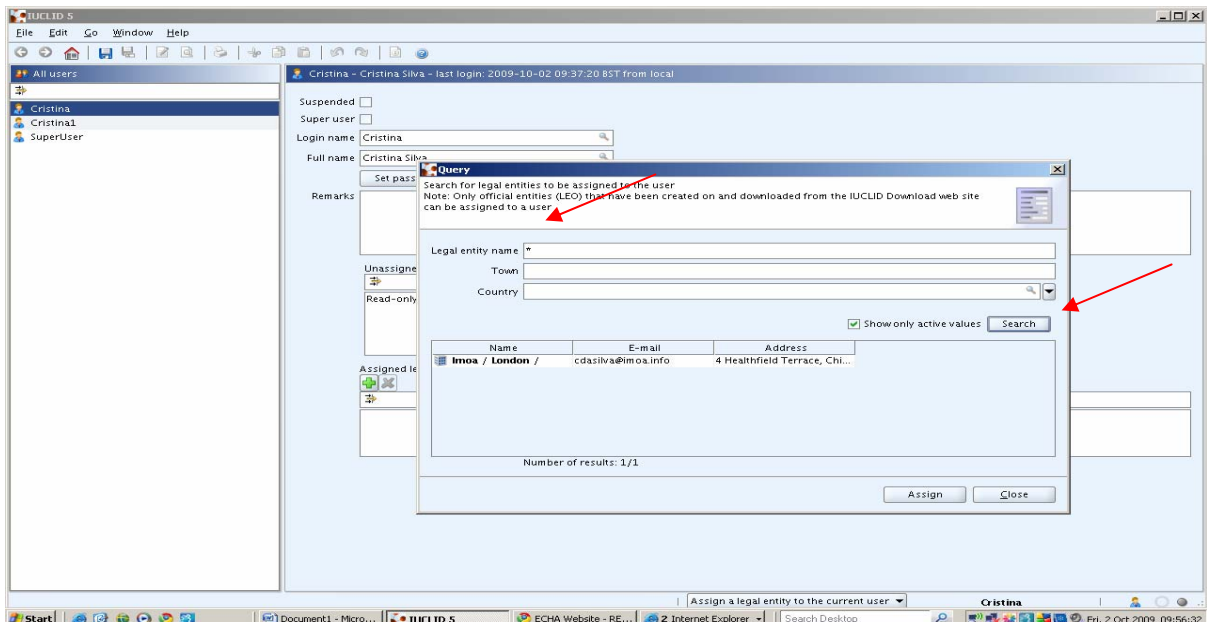 IUCLID 5
File Edit Go Window Help
All users
Cristina - Cristina Silva - last login: 2009-10-02 09:37:20 BST from local
Cristina
Cristina1
SuperUser
Suspended
Super user
Login name Cristina
Full name Cristina Silva
Set pass
Remarks
Unassigne
Read-only
Assigned le
Query
Search for legal entities to be assigned to the user
Note: Only official entities (LEO) that have been created on and downloaded from the IUCLID Download web site
can be assigned to a user
Legal entity name *
Town
Country
Show only active values Search
Name E-mail Address
Imoa / London / cdasilva@imoa.info 4 Healthfield Terrace, Chi...
Number of results: 1/1
Assign Close
Assign a legal entity to the current user Cristina
Start Document1 - Micro... IUCLID 5 ECHA Website - RE... 2 Internet Explorer Search Desktop Fri, 2 Oct 2009 09:56:32